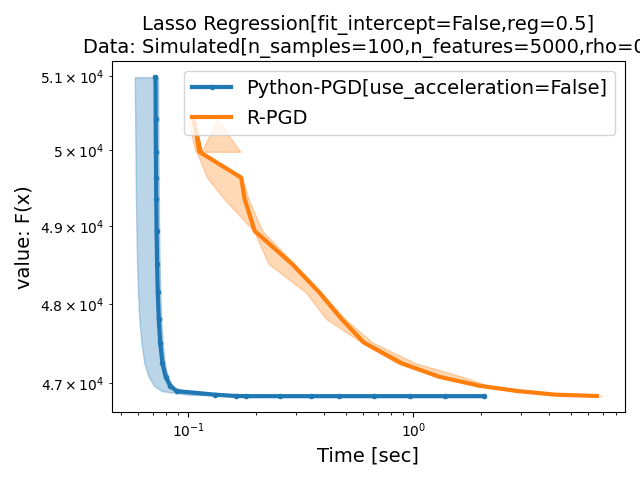 Lasso Regression[fit_intercept=False,reg=0.5]
Data: Simulated[n_samples=100,n_features=5000,rho=0
Python-PGD[use_acceleration=False]
R-PGD
value: F(x)
5.1 × 10⁴
5 × 10⁴
4.9 × 10⁴
4.8 × 10⁴
4.7 × 10⁴
10⁻¹
10⁰
Time [sec]